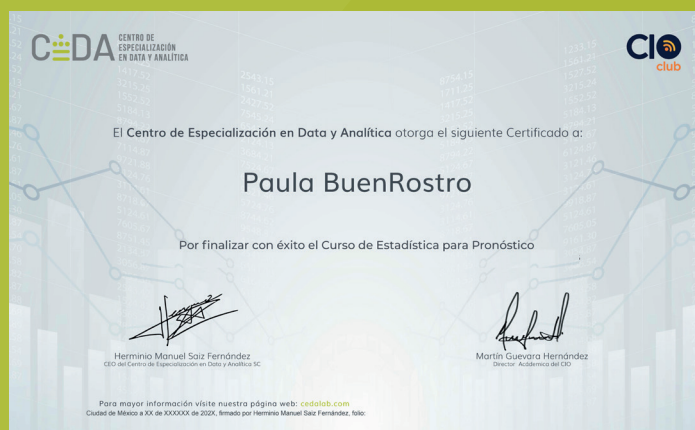 CEDA CENTRO DE
ESPECIALIZACIÓN
EN DATA Y ANALÍTICA
CIO
club
El Centro de Especialización en Data y Analítica otorga el siguiente Certificado a:
Paula BuenRostro
Por finalizar con éxito el Curso de Estadística para Pronóstico
Herminio Manuel Saiz Fernández
CEO del Centro de Especialización en Data y Analítica SC
Martín Guevara Hernández
Director Académica del CIO
Para mayor información vísite nuestra página web: cedalab.com
Ciudad de México a XX de XXXXXX de 202X, firmado por Herminio Manuel Saiz Fernández. folio: